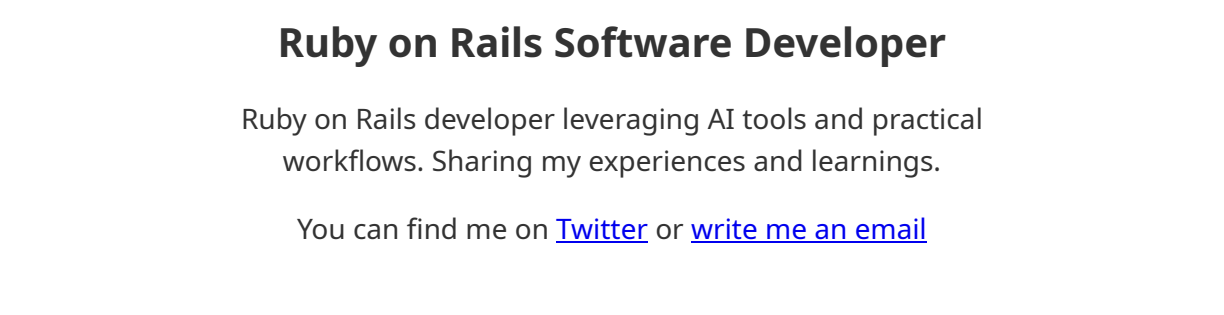 Ruby on Rails Software Developer
Ruby on Rails developer leveraging AI tools and practical
workflows. Sharing my experiences and learnings.
You can find me on Twitter or write me an email